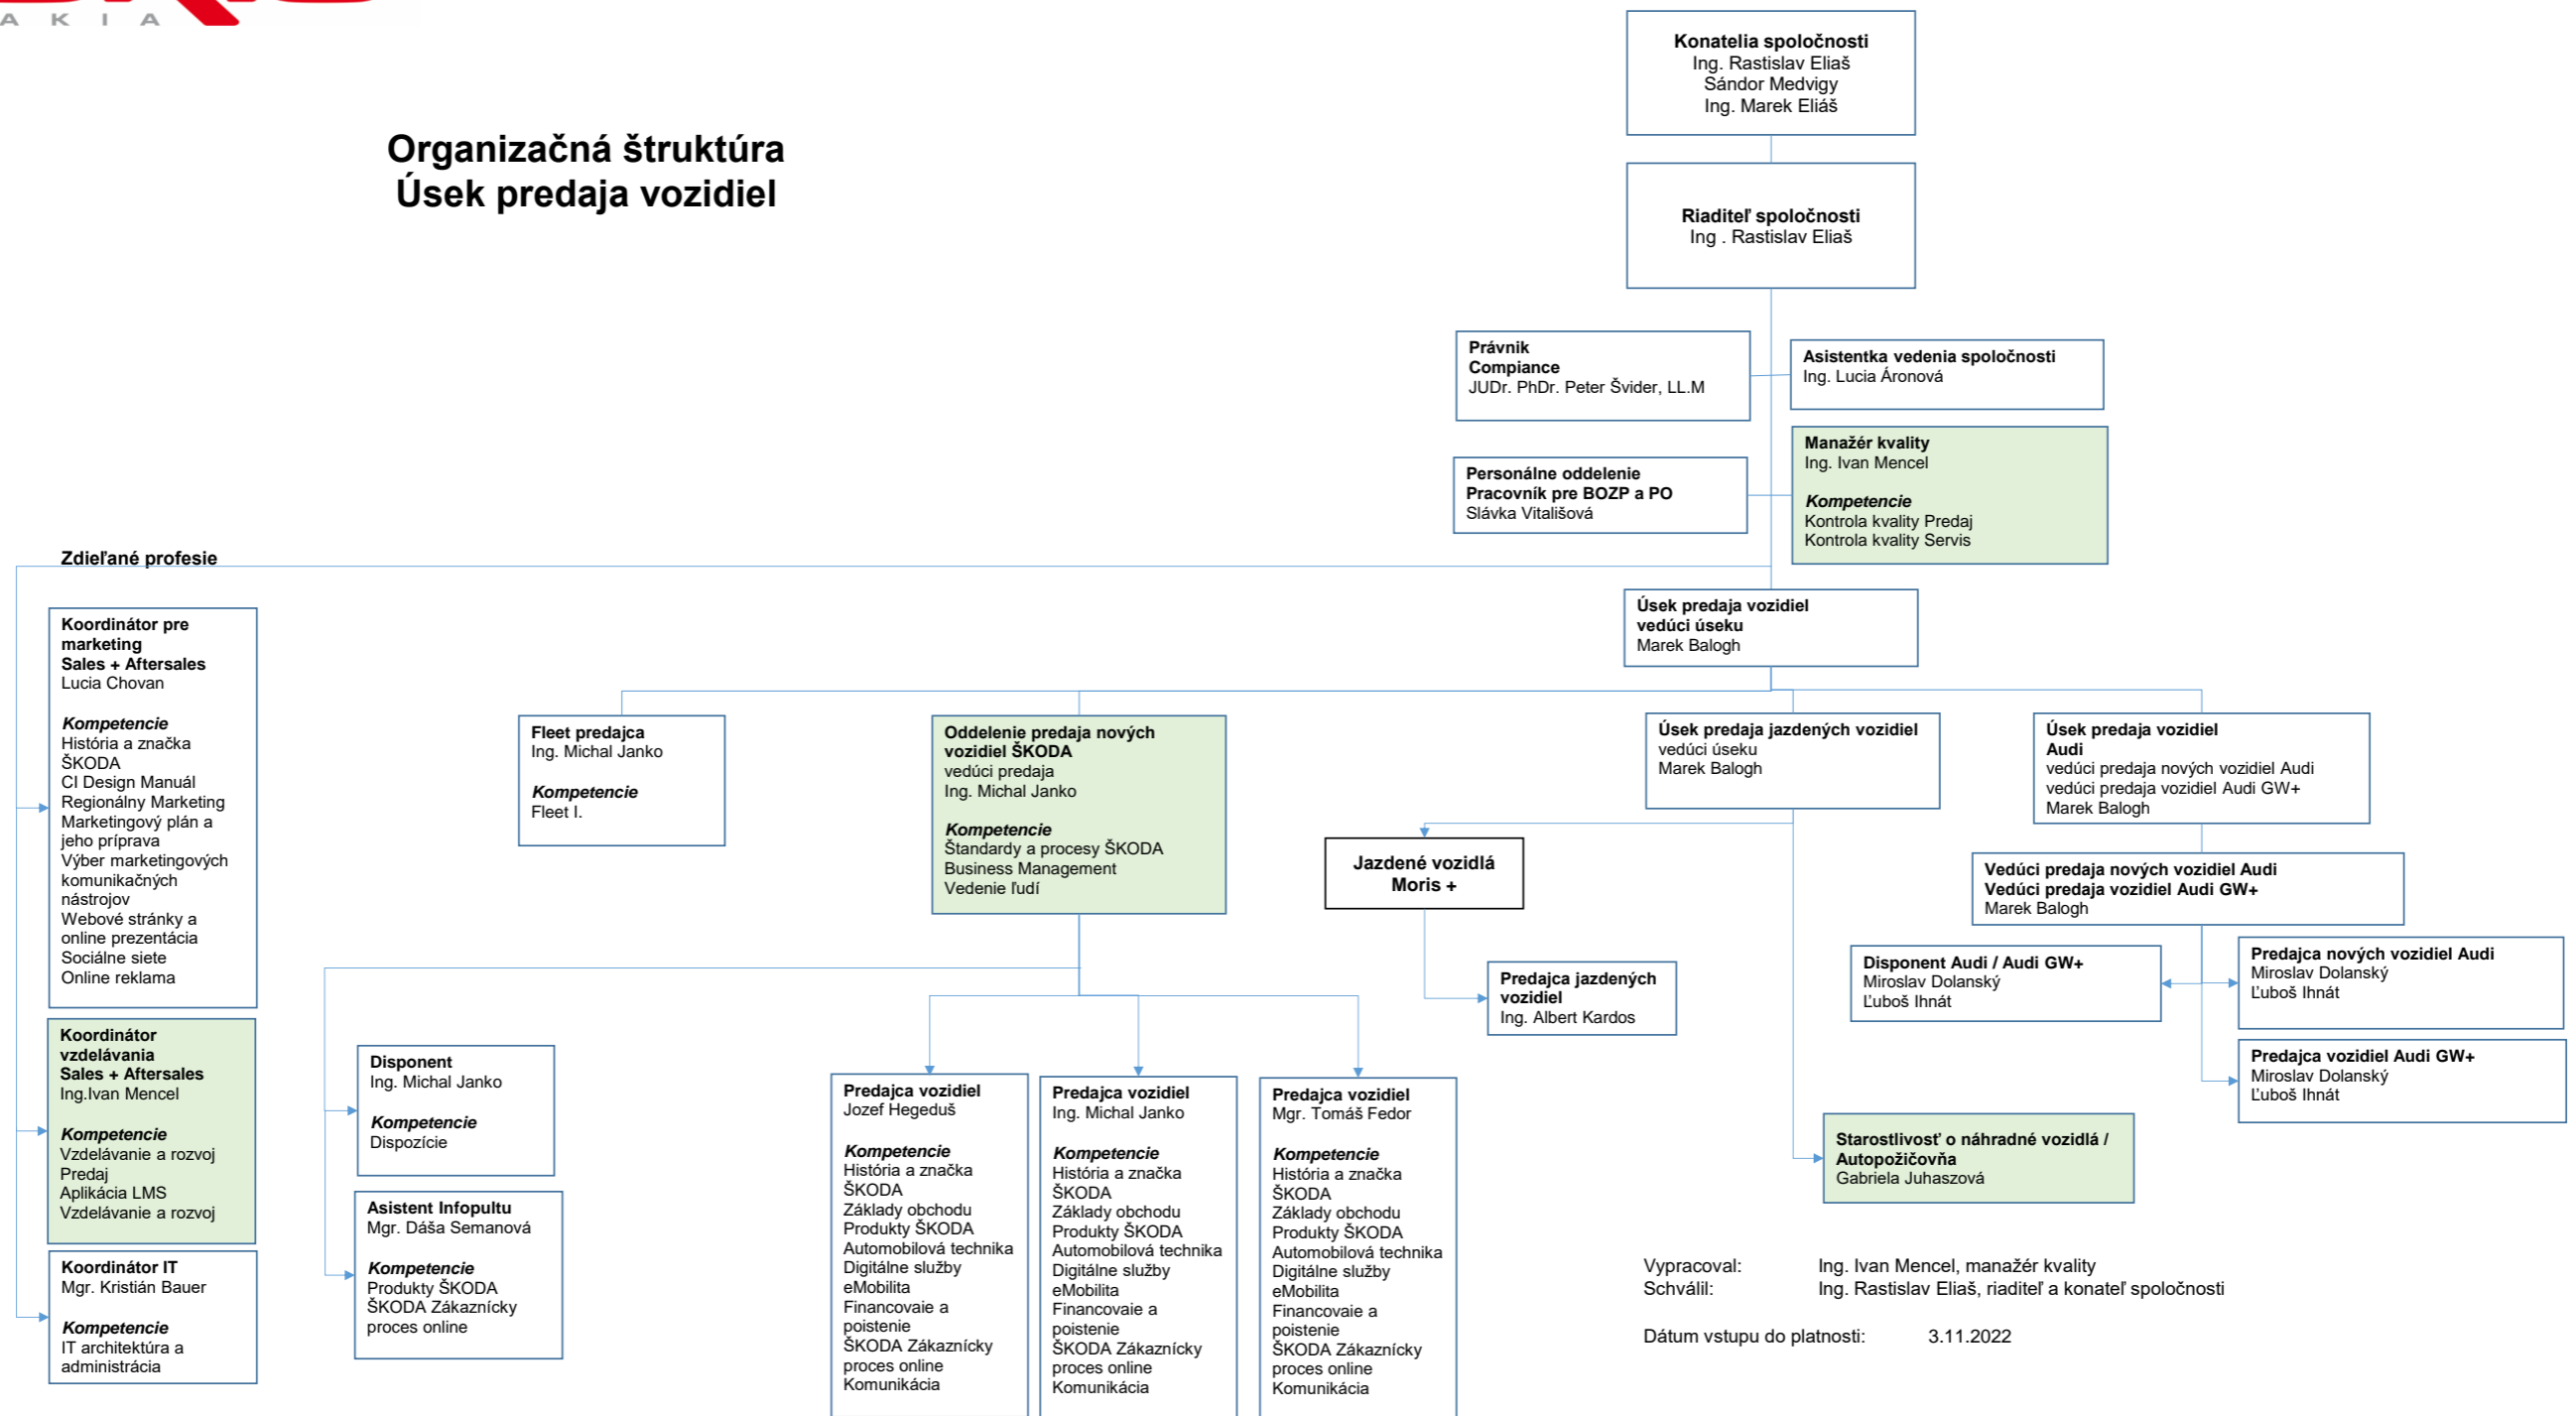 AKIA
Organizačná štruktúra
Úsek predaja vozidiel
Konatelia spoločnosti
Ing. Rastislav Eliaš
Sándor Medvigy
Ing. Marek Eliáš
Riaditeľ spoločnosti
Ing . Rastislav Eliaš
Právnik
Compiance
JUDr. PhDr. Peter Švider, LL.M
Asistentka vedenia spoločnosti
Ing. Lucia Áronová
Personálne oddelenie
Pracovník pre BOZP a PO
Slávka Vitališová
Manažér kvality
Ing. Ivan Mencel
Kompetencie
Kontrola kvality Predaj
Kontrola kvality Servis
Zdieľané profesie
Úsek predaja vozidiel
vedúci úseku
Marek Balogh
Koordinátor pre
marketing
Sales + Aftersales
Lucia Chovan
Kompetencie
História a značka
ŠKODA
CI Design Manuál
Regionálny Marketing
Marketingový plán a
jeho príprava
Výber marketingových
komunikačných
nástrojov
Webové stránky a
online prezentácia
Sociálne siete
Online reklama
Koordinátor
vzdelávania
Sales + Aftersales
Ing.Ivan Mencel
Kompetencie
Vzdelávanie a rozvoj
Predaj
Aplikácia LMS
Vzdelávanie a rozvoj
Koordinátor IT
Mgr. Kristián Bauer
Kompetencie
IT architektúra a
administrácia
Fleet predajca
Ing. Michal Janko
Kompetencie
Fleet I.
Oddelenie predaja nových
vozidiel ŠKODA
vedúci predaja
Ing. Michal Janko
Kompetencie
Štandardy a procesy ŠKODA
Business Management
Vedenie ľudí
Disponent
Ing. Michal Janko
Kompetencie
Dispozície
Asistent Infopultu
Mgr. Dáša Semanová
Kompetencie
Produkty ŠKODA
ŠKODA Zákaznícky
proces online
Predajca vozidiel
Jozef Hegeduš
Kompetencie
História a značka
ŠKODA
Základy obchodu
Produkty ŠKODA
Automobilová technika
Digitálne služby
eMobilita
Financovaie a
poistenie
ŠKODA Zákaznícky
proces online
Komunikácia
Predajca vozidiel
Ing. Michal Janko
Kompetencie
História a značka
ŠKODA
Základy obchodu
Produkty ŠKODA
Automobilová technika
Digitálne služby
eMobilita
Financovaie a
poistenie
ŠKODA Zákaznícky
proces online
Komunikácia
Predajca vozidiel
Mgr. Tomáš Fedor
Kompetencie
História a značka
ŠKODA
Základy obchodu
Produkty ŠKODA
Automobilová technika
Digitálne služby
eMobilita
Financovaie a
poistenie
ŠKODA Zákaznícky
proces online
Komunikácia
Úsek predaja jazdených vozidiel
vedúci úseku
Marek Balogh
Jazdené vozidlá
Moris +
Predajca jazdených
vozidiel
Ing. Albert Kardos
Starostlivosť o náhradné vozidlá /
Autopožičovňa
Gabriela Juhaszová
Úsek predaja vozidiel
Audi
vedúci predaja nových vozidiel Audi
vedúci predaja vozidiel Audi GW+
Marek Balogh
Vedúci predaja nových vozidiel Audi
Vedúci predaja vozidiel Audi GW+
Marek Balogh
Disponent Audi / Audi GW+
Miroslav Dolanský
Ľuboš Ihnát
Predajca nových vozidiel Audi
Miroslav Dolanský
Ľuboš Ihnát
Predajca vozidiel Audi GW+
Miroslav Dolanský
Ľuboš Ihnát
Vypracoval: Ing. Ivan Mencel, manažér kvality
Schválil: Ing. Rastislav Eliaš, riaditeľ a konateľ spoločnosti
Dátum vstupu do platnosti: 3.11.2022